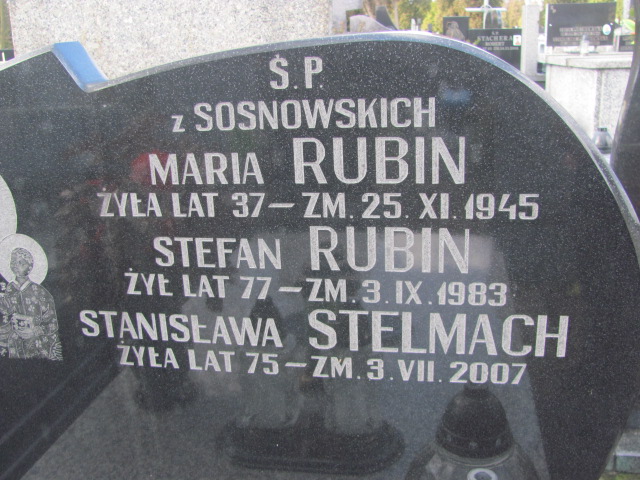 Ś.P.
z SOSNOWSKICH
MARIA RUBIN
ŻYŁA LAT 37 – ZM. 25. XI. 1945
STEFAN RUBIN
ŻYŁ LAT 77 – ZM. 3. IX. 1983
STANISŁAWA STELMACH
ŻYŁA LAT 75 – ZM. 3. VII. 2007
STACHERA